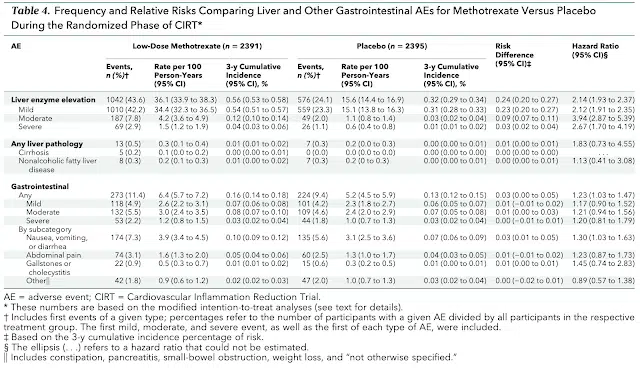 Table 4. Frequency and Relative Risks Comparing Liver and Other Gastrointestinal AEs for Methotrexate Versus Placebo
During the Randomized Phase of CIRT*
AE Low-Dose Methotrexate (n = 2391) Placebo (n = 2395) Risk Difference (95% CI)‡ Hazard Ratio (95% CI)§
Events, n (%)† Rate per 100 Person-Years (95% CI) 3-y Cumulative Incidence (95% CI), % Events, n (%)† Rate per 100 Person-Years (95% CI) 3-y Cumulative Incidence (95% CI), %
Liver enzyme elevation 1042 (43.6) 36.1 (33.9 to 38.3) 0.56 (0.53 to 0.58) 576 (24.1) 15.6 (14.4 to 16.9) 0.32 (0.29 to 0.34) 0.24 (0.20 to 0.27) 2.14 (1.93 to 2.37)
Mild 1010 (42.2) 34.4 (32.3 to 36.5) 0.54 (0.51 to 0.57) 559 (23.3) 15.1 (13.8 to 16.3) 0.31 (0.28 to 0.33) 0.23 (0.20 to 0.27) 2.12 (1.91 to 2.35)
Moderate 187 (7.8) 4.2 (3.6 to 4.9) 0.12 (0.10 to 0.14) 49 (2.0) 1.1 (0.8 to 1.4) 0.03 (0.02 to 0.04) 0.09 (0.07 to 0.11) 3.94 (2.87 to 5.39)
Severe 69 (2.9) 1.5 (1.2 to 1.9) 0.04 (0.03 to 0.06) 26 (1.1) 0.6 (0.4 to 0.8) 0.01 (0.01 to 0.02) 0.03 (0.02 to 0.04) 2.67 (1.70 to 4.19)
Any liver pathology 13 (0.5) 0.3 (0.1 to 0.4) 0.01 (0.01 to 0.02) 7 (0.3) 0.2 (0.0 to 0.3) 0.00 (0.00 to 0.01) 0.01 (0.00 to 0.01) 1.83 (0.73 to 4.55)
Cirrhosis 5 (0.2) 0.1 (0.0 to 0.2) 0.00 (0.00 to 0.01) 0 (0.0) 0.0 (0.0 to 0.0) 0.00 (0.00 to 0.00) 0.00 (0.00 to 0.01) . . .
Nonalcoholic fatty liver disease 8 (0.3) 0.2 (0.1 to 0.3) 0.01 (0.00 to 0.01) 7 (0.3) 0.2 (0.0 to 0.3) 0.00 (0.00 to 0.01) 0.00 (0.00 to 0.01) 1.13 (0.41 to 3.08)
Gastrointestinal
Any 273 (11.4) 6.4 (5.7 to 7.2) 0.16 (0.14 to 0.18) 224 (9.4) 5.2 (4.5 to 5.9) 0.13 (0.12 to 0.15) 0.03 (0.00 to 0.05) 1.23 (1.03 to 1.47)
Mild 118 (4.9) 2.6 (2.2 to 3.1) 0.07 (0.06 to 0.08) 101 (4.2) 2.3 (1.8 to 2.7) 0.06 (0.05 to 0.07) 0.01 (−0.01 to 0.02) 1.17 (0.90 to 1.52)
Moderate 132 (5.5) 3.0 (2.4 to 3.5) 0.08 (0.07 to 0.10) 109 (4.6) 2.4 (2.0 to 2.9) 0.07 (0.05 to 0.08) 0.01 (0.00 to 0.03) 1.21 (0.94 to 1.56)
Severe 53 (2.2) 1.2 (0.8 to 1.5) 0.03 (0.02 to 0.04) 44 (1.8) 1.0 (0.7 to 1.3) 0.03 (0.02 to 0.04) 0.00 (−0.01 to 0.01) 1.20 (0.81 to 1.79)
By subcategory
Nausea, vomiting, or diarrhea 174 (7.3) 3.9 (3.4 to 4.5) 0.10 (0.09 to 0.12) 135 (5.6) 3.1 (2.5 to 3.6) 0.07 (0.06 to 0.09) 0.03 (0.01 to 0.05) 1.30 (1.03 to 1.63)
Abdominal pain 74 (3.1) 1.6 (1.3 to 2.0) 0.05 (0.04 to 0.06) 60 (2.5) 1.3 (1.0 to 1.7) 0.04 (0.03 to 0.05) 0.01 (−0.01 to 0.02) 1.23 (0.87 to 1.73)
Gallstones or cholecystitis 22 (0.9) 0.5 (0.3 to 0.7) 0.01 (0.01 to 0.02) 15 (0.6) 0.3 (0.2 to 0.5) 0.01 (0.00 to 0.01) 0.01 (0.00 to 0.01) 1.45 (0.74 to 2.83)
Other‖ 42 (1.8) 0.9 (0.6 to 1.2) 0.02 (0.02 to 0.03) 47 (2.0) 1.0 (0.7 to 1.3) 0.03 (0.02 to 0.04) 0.00 (−0.02 to 0.01) 0.89 (0.57 to 1.38)
AE = adverse event; CIRT = Cardiovascular Inflammation Reduction Trial.
* These numbers are based on the modified intention-to-treat analyses (see text for details).
† Includes first events of a given type; percentages refer to the number of participants with a given AE divided by all participants in the respective
treatment group. The first mild, moderate, and severe event, as well as the first of each type of AE, were included.
‡ Based on the 3-y cumulative incidence percentage of risk.
§ The ellipsis (. . .) refers to a hazard ratio that could not be estimated.
‖ Includes constipation, pancreatitis, small-bowel obstruction, weight loss, and “not otherwise specified.”